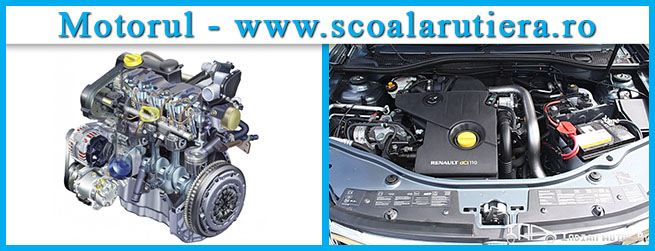 Motorul - www.scoalarutiera.ro
RENAULT dCi 110